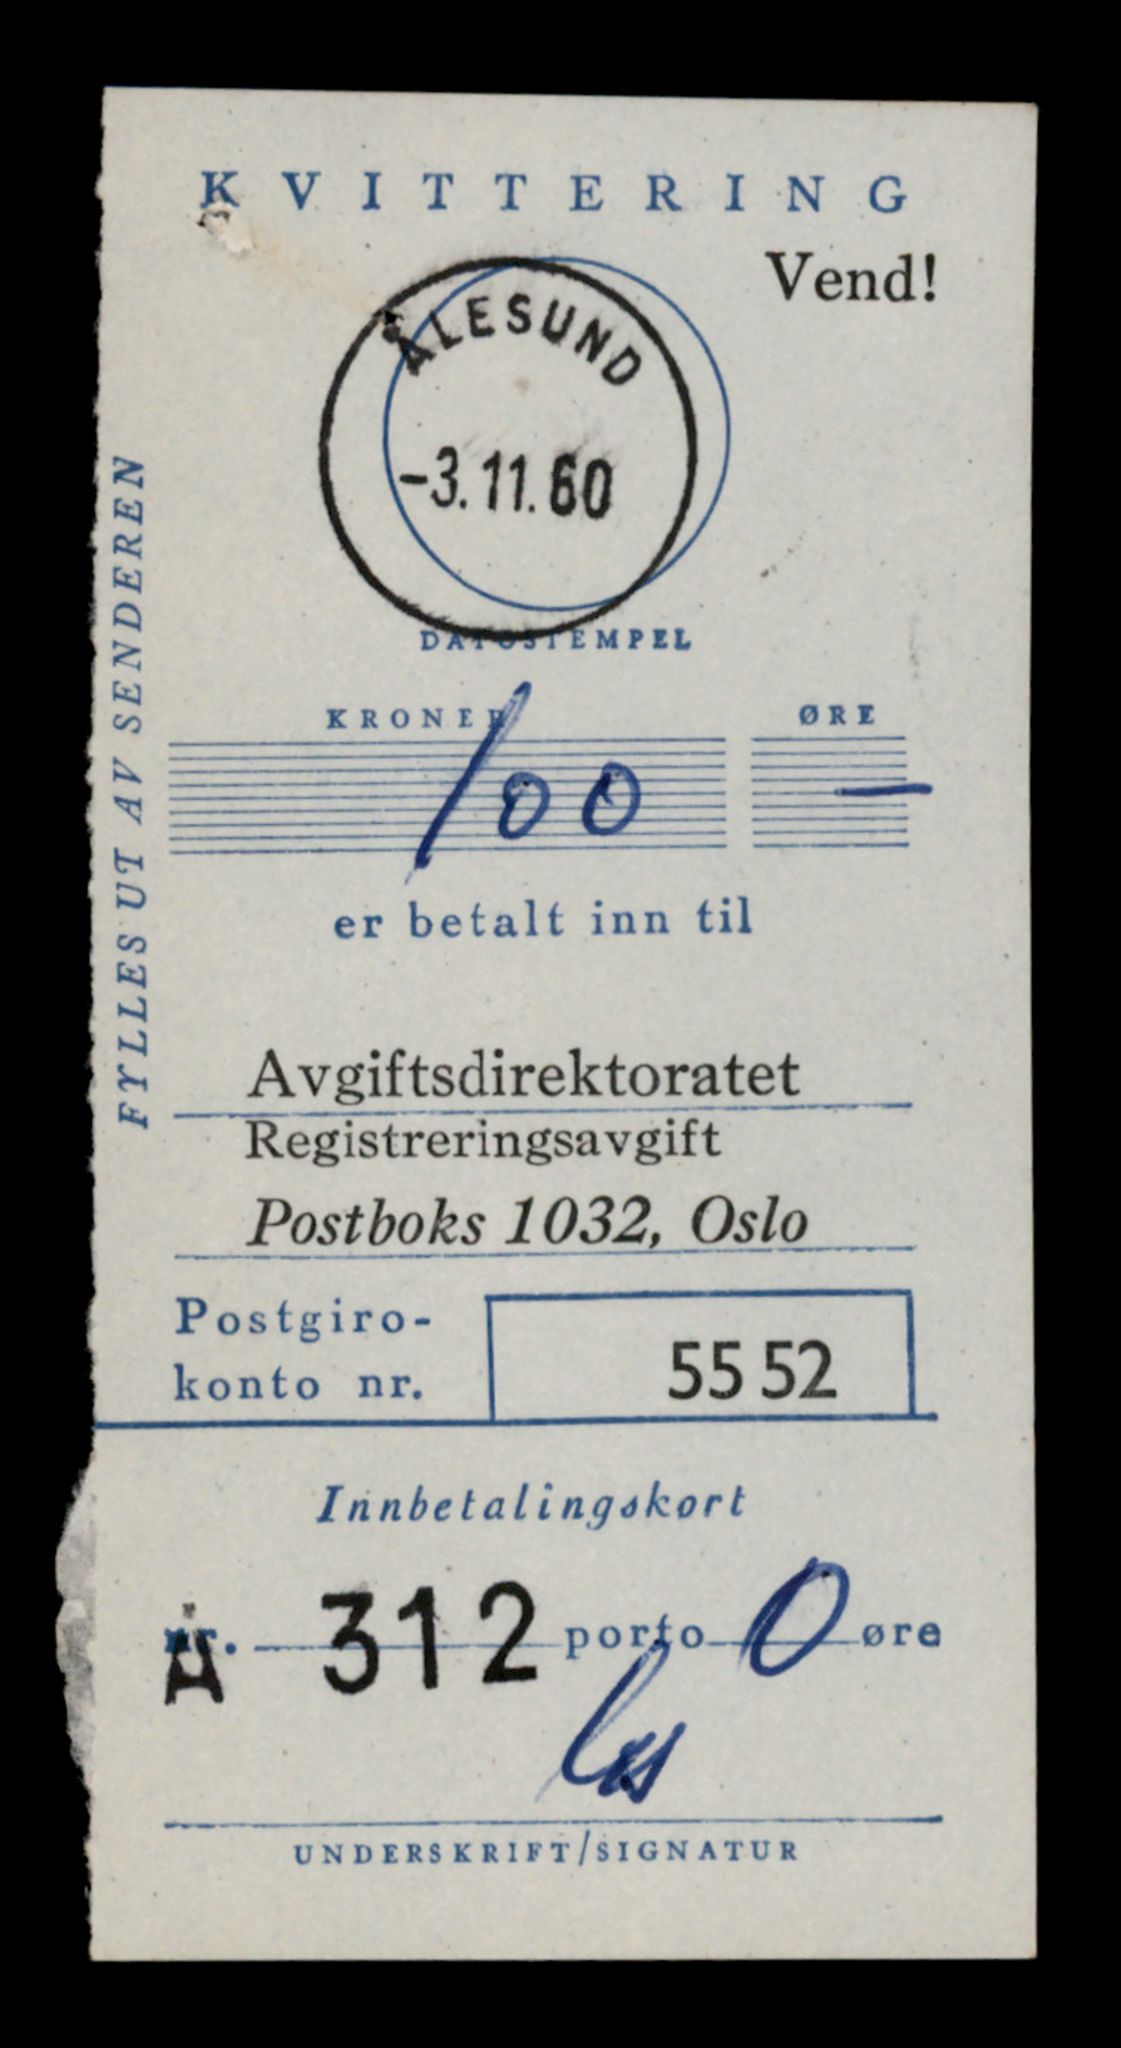 KVITTERING
Vend!
ÅLESUND
-3.11.60
DATOSTEMPEL
FYLLES UT AV SENDEREN
KRONER ØRE
100 —
er betalt inn til
Avgiftsdirektoratet
Registreringsavgift
Postboks 1032, Oslo
Postgiro-
konto nr. 55 52
Innbetalingskort
nr. Å 312 porto 0 øre
UNDERSKRIFT/SIGNATUR